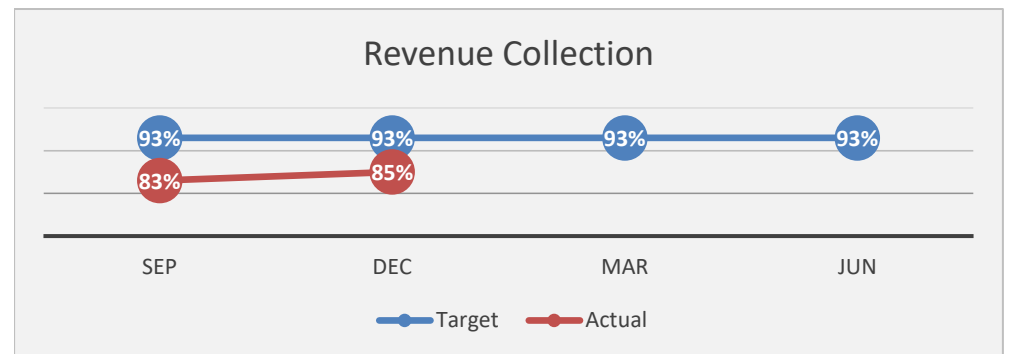 Revenue Collection
93% 93% 93% 93%
83% 85%
SEP DEC MAR JUN
Target Actual